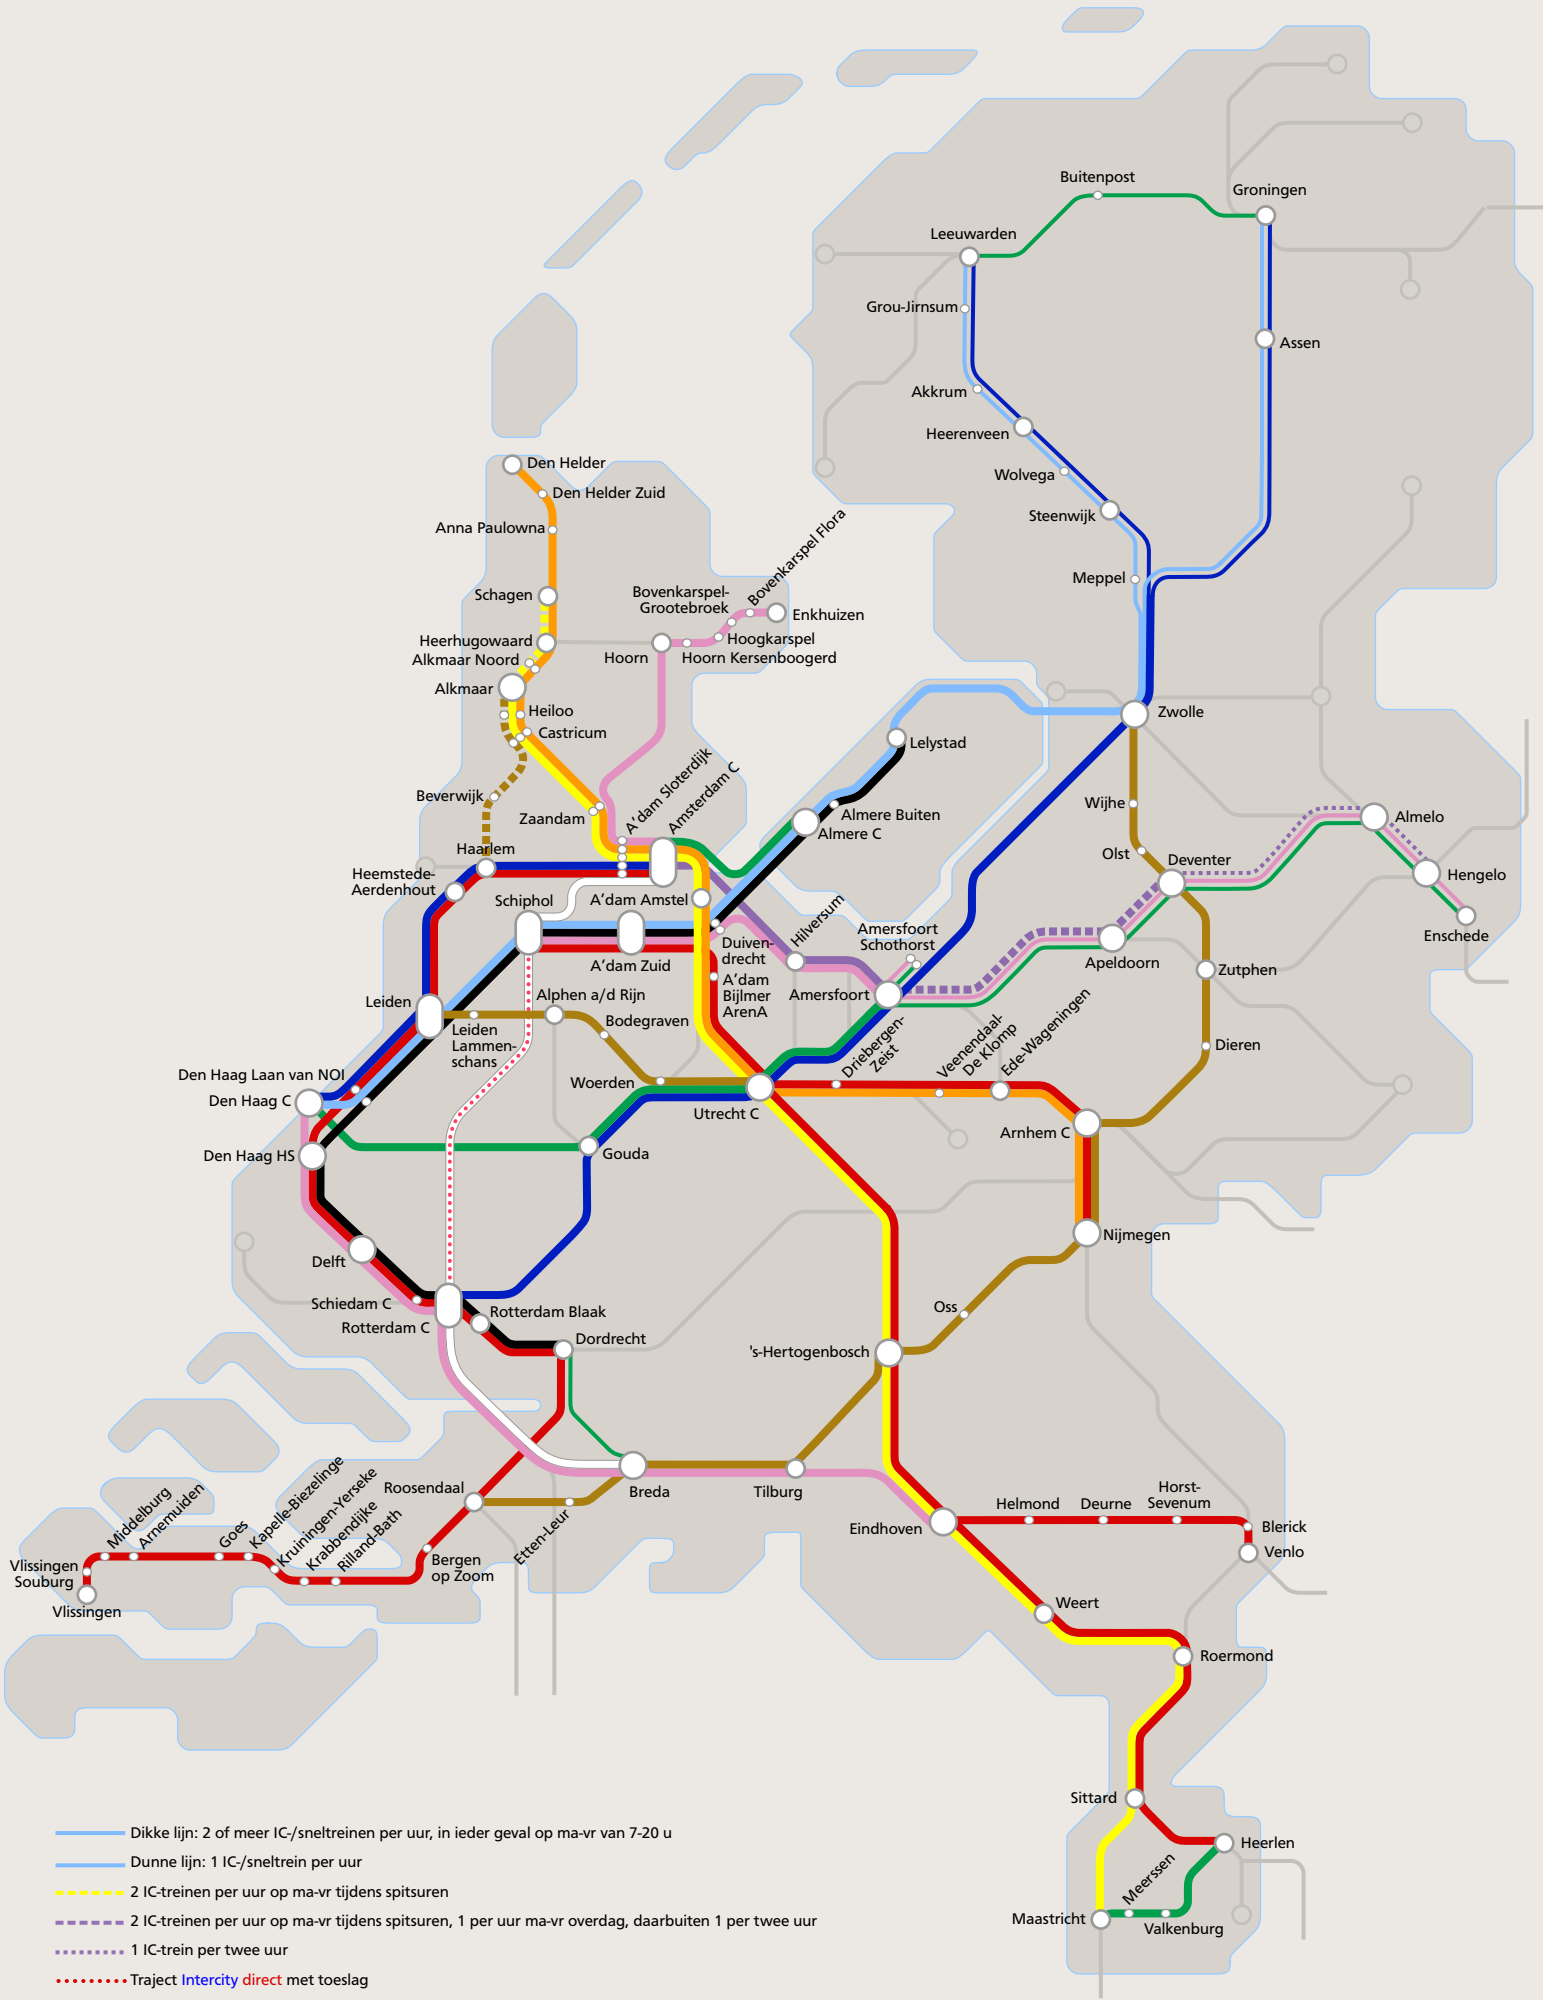 Buitenpost
Groningen
Leeuwarden
Grou-Jirnsum
Assen
Akkrum
Heerenveen
Wolvega
Steenwijk
Meppel
Den Helder
Den Helder Zuid
Anna Paulowna
Schagen
Heerhugowaard
Alkmaar Noord
Alkmaar
Heiloo
Castricum
Bovenkarspel-
Grootebroek
Bovenkarspel Flora
Enkhuizen
Hoogkarspel
Hoorn
Hoorn Kersenboogerd
Zwolle
Lelystad
Beverwijk
Zaandam
A'dam Sloterdijk
Amsterdam C
Almere Buiten
Almere C
Wijhe
Almelo
Olst
Deventer
Haarlem
Heemstede-
Aerdenhout
Hengelo
Schiphol
A'dam Amstel
Duiven-
drecht
Hilversum
Amersfoort
Schothorst
Enschede
A'dam Zuid
Apeldoorn
Zutphen
A'dam
Bijlmer
ArenA
Amersfoort
Leiden
Alphen a/d Rijn
Leiden
Lammen-
schans
Bodegraven
Driebergen-
Zeist
Veenendaal-
De Klomp
Ede-Wageningen
Dieren
Den Haag Laan van NOI
Woerden
Den Haag C
Utrecht C
Arnhem C
Den Haag HS
Gouda
Nijmegen
Delft
Schiedam C
Rotterdam C
Rotterdam Blaak
Oss
Dordrecht
's-Hertogenbosch
Roosendaal
Breda
Tilburg
Etten-Leur
Eindhoven
Helmond
Deurne
Horst-
Sevenum
Blerick
Venlo
Middelburg
Arnemuiden
Goes
Kapelle-Biezelinge
Kruiningen-Yerseke
Krabbendijke
Rilland-Bath
Bergen
op Zoom
Vlissingen
Souburg
Vlissingen
Weert
Roermond
Sittard
Heerlen
Meerssen
Maastricht
Valkenburg
Dikke lijn: 2 of meer IC-/sneltreinen per uur, in ieder geval op ma-vr van 7-20 u
Dunne lijn: 1 IC-/sneltrein per uur
2 IC-treinen per uur op ma-vr tijdens spitsuren
2 IC-treinen per uur op ma-vr tijdens spitsuren, 1 per uur ma-vr overdag, daarbuiten 1 per twee uur
1 IC-trein per twee uur
Traject Intercity direct met toeslag